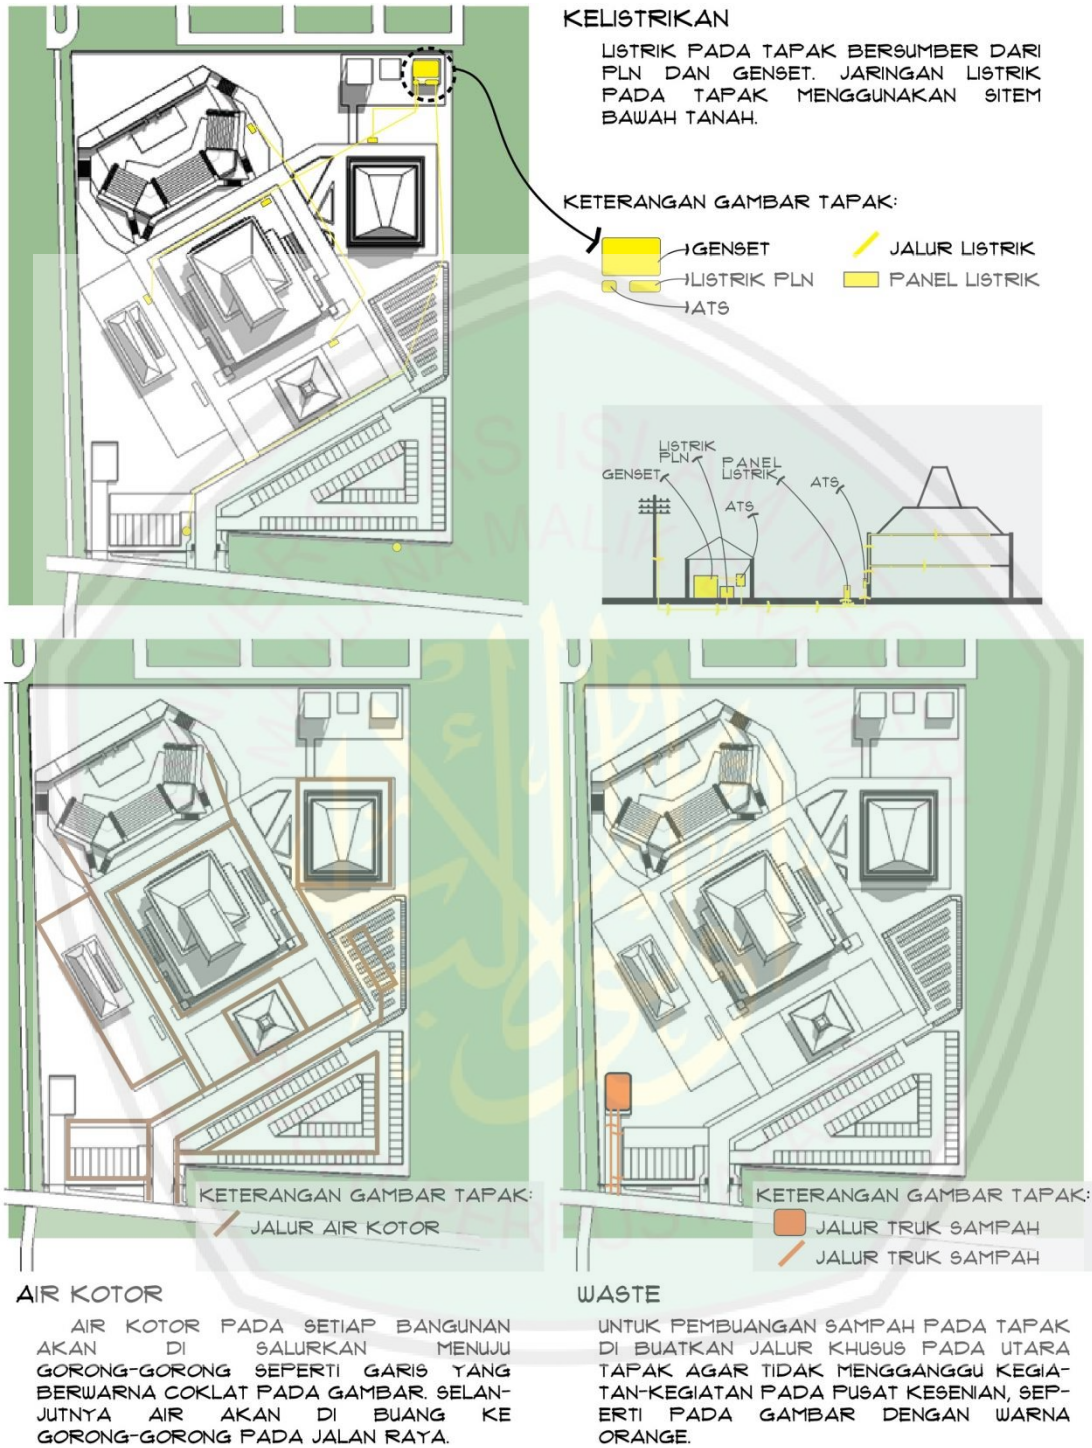 KELISTRIKAN
LISTRIK PADA TAPAK BERSUMBER DARI
PLN DAN GENSET. JARINGAN LISTRIK
PADA TAPAK MENGGUNAKAN SITEM
BAWAH TANAH.
KETERANGAN GAMBAR TAPAK:
GENSET
JALUR LISTRIK
LISTRIK PLN
PANEL LISTRIK
ATS
LISTRIK
PLN
GENSET
PANEL
LISTRIK
ATS
ATS
KETERANGAN GAMBAR TAPAK:
JALUR AIR KOTOR
KETERANGAN GAMBAR TAPAK:
JALUR TRUK SAMPAH
JALUR TRUK SAMPAH
AIR KOTOR
AIR KOTOR PADA SETIAP BANGUNAN
AKAN DI SALURKAN MENUJU
GORONG-GORONG SEPERTI GARIS YANG
BERWARNA COKLAT PADA GAMBAR. SELAN-
JUTNYA AIR AKAN DI BUANG KE
GORONG-GORONG PADA JALAN RAYA.
WASTE
UNTUK PEMBUANGAN SAMPAH PADA TAPAK
DI BUATKAN JALUR KHUSUS PADA UTARA
TAPAK AGAR TIDAK MENGGANGGU KEGIA-
TAN-KEGIATAN PADA PUSAT KESENIAN, SEP-
ERTI PADA GAMBAR DENGAN WARNA
ORANGE.